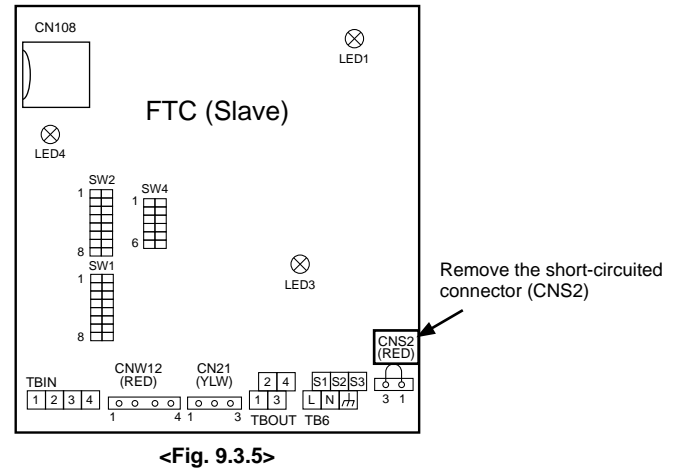 CN108
LED1
FTC (Slave)
LED4
SW2
1
8
SW4
1
6
SW1
1
8
LED3
Remove the short-circuited
connector (CNS2)
CNS2
(RED)
3 1
TBIN
1 2 3 4
CNW12
(RED)
1 4
CN21
(YLW)
1 3
2 4
1 3
TBOUT
S1 S2 S3
L N
TB6
<Fig. 9.3.5>